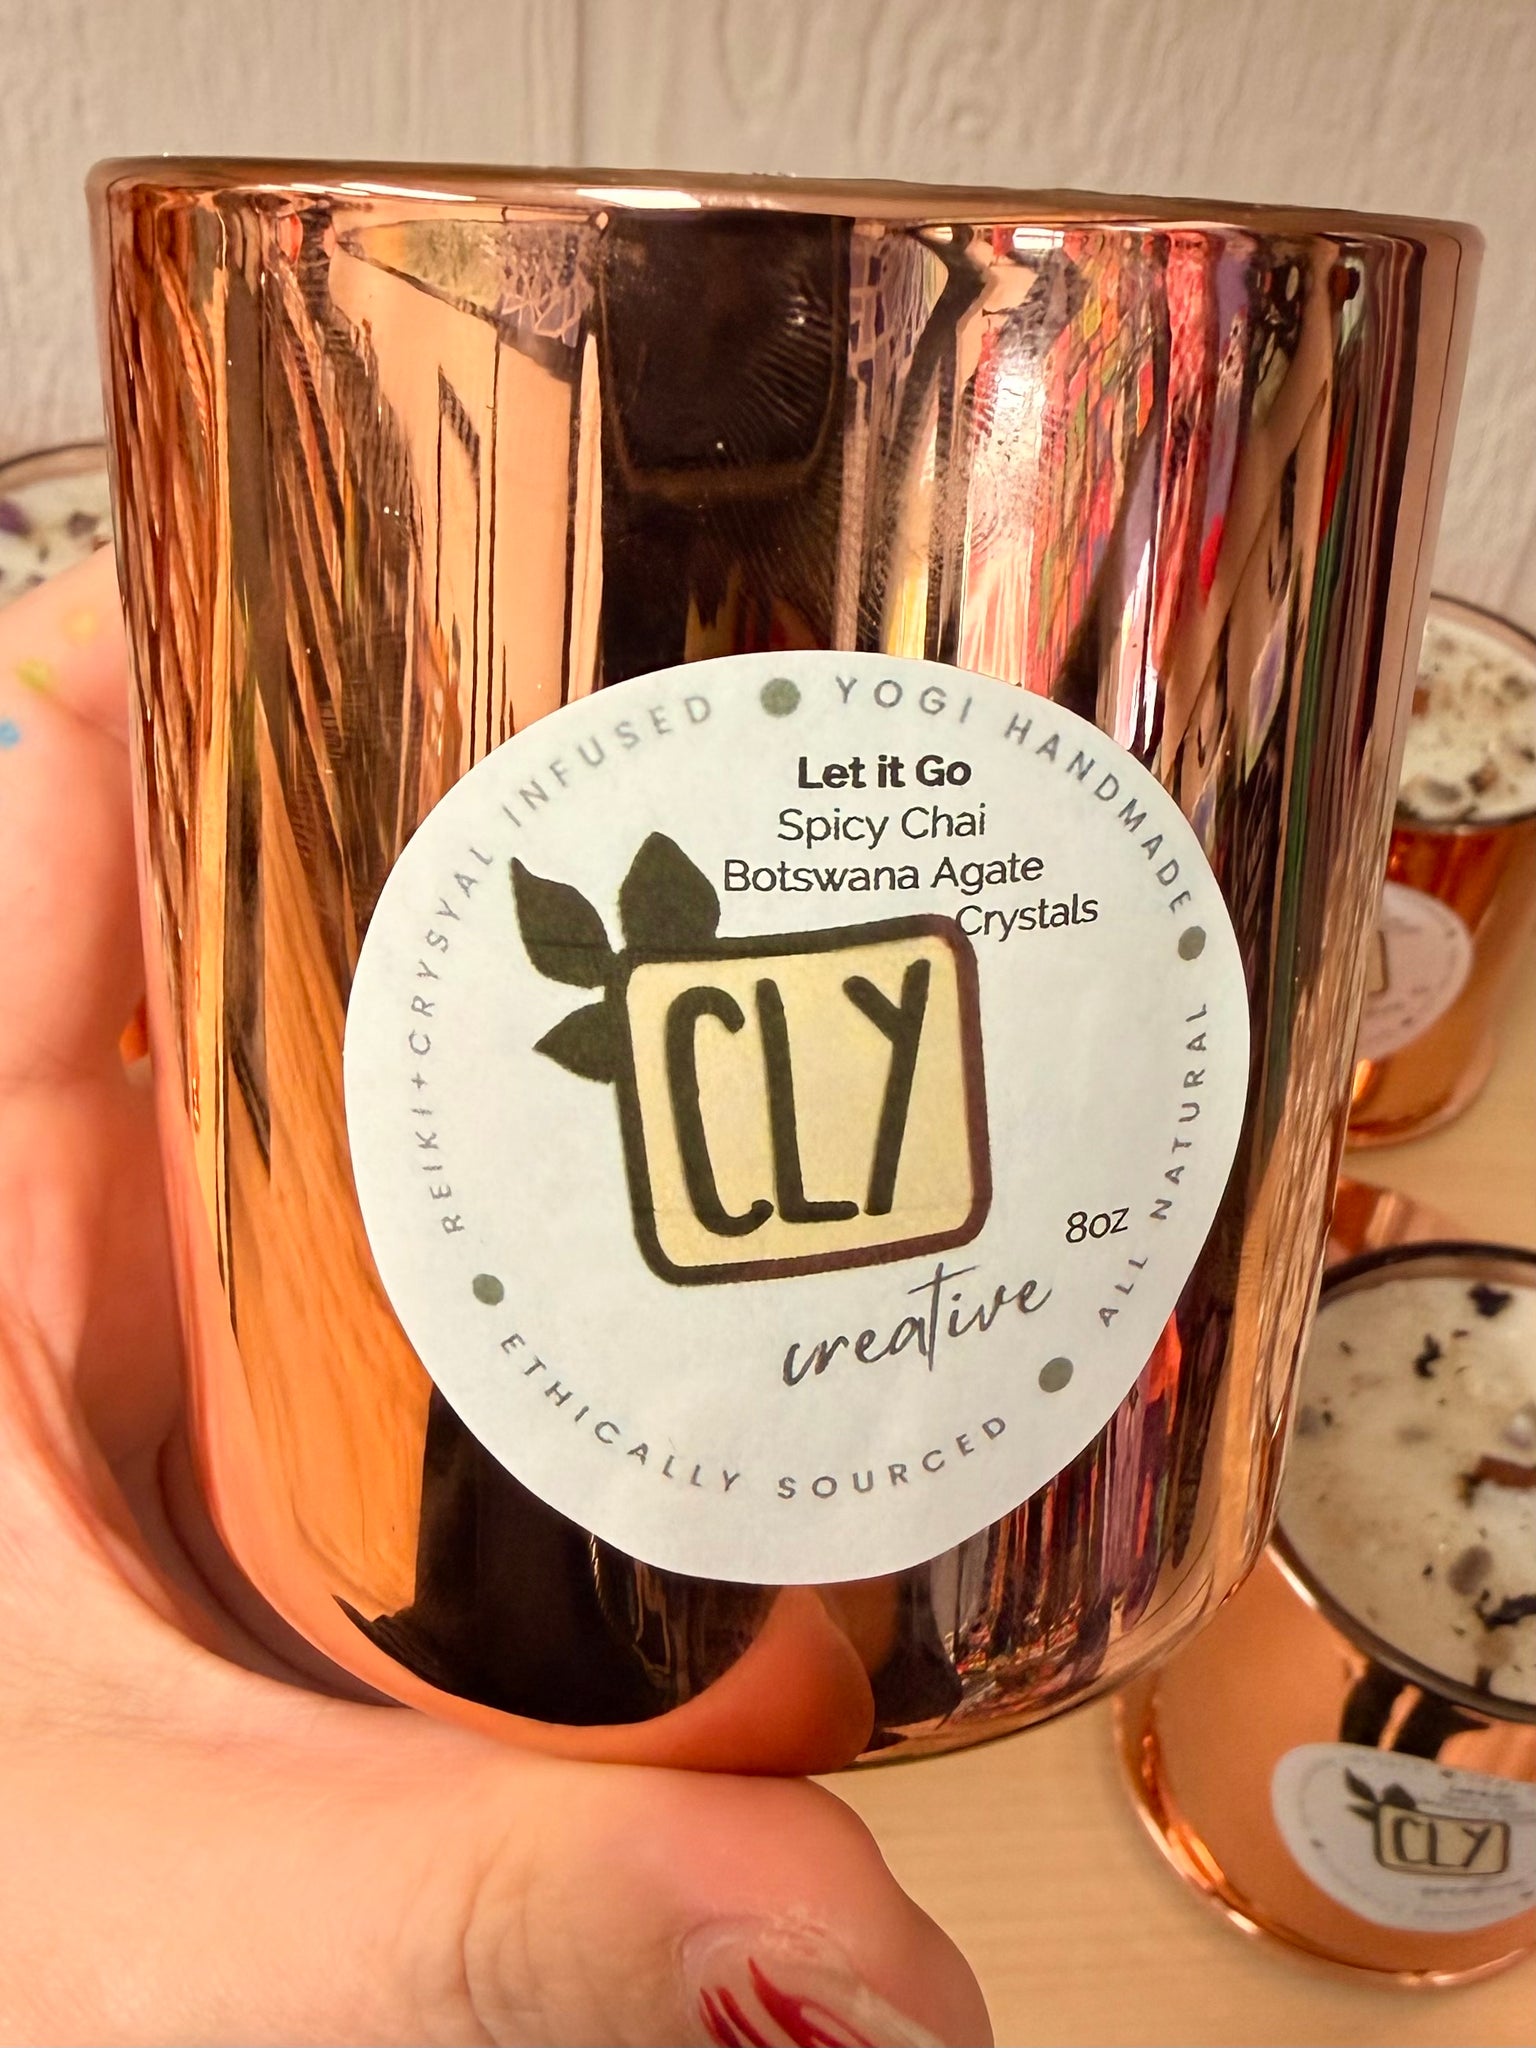 REIKI+CRYSYAL INFUSED
YOGI HANDMADE
ALL NATURAL
ETHICALLY SOURCED
Let it Go
Spicy Chai
Botswana Agate
Crystals
CLY
creative
8oz
CLY